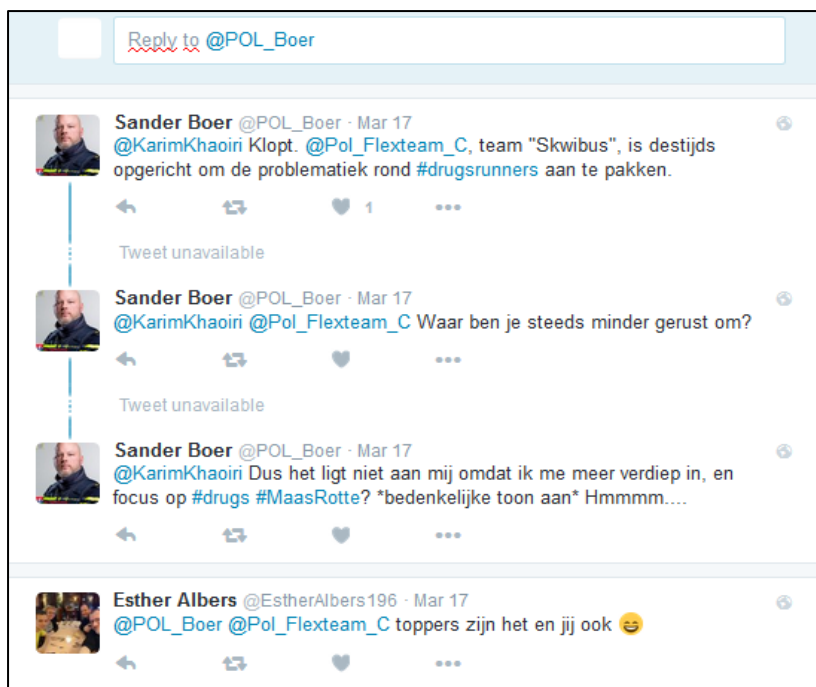 Reply to @POL_Boer
Sander Boer @POL_Boer · Mar 17
@KarimKhaoiri Klopt. @Pol_Flexteam_C, team "Skwibus", is destijds
opgericht om de problematiek rond #drugsrunners aan te pakken.
1
Tweet unavailable
Sander Boer @POL_Boer · Mar 17
@KarimKhaoiri @Pol_Flexteam_C Waar ben je steeds minder gerust om?
Tweet unavailable
Sander Boer @POL_Boer · Mar 17
@KarimKhaoiri Dus het ligt niet aan mij omdat ik me meer verdiep in, en
focus op #drugs #MaasRotte? *bedenkelijke toon aan* Hmmmm....
Esther Albers @EstherAlbers196 · Mar 17
@POL_Boer @Pol_Flexteam_C toppers zijn het en jij ook 😄